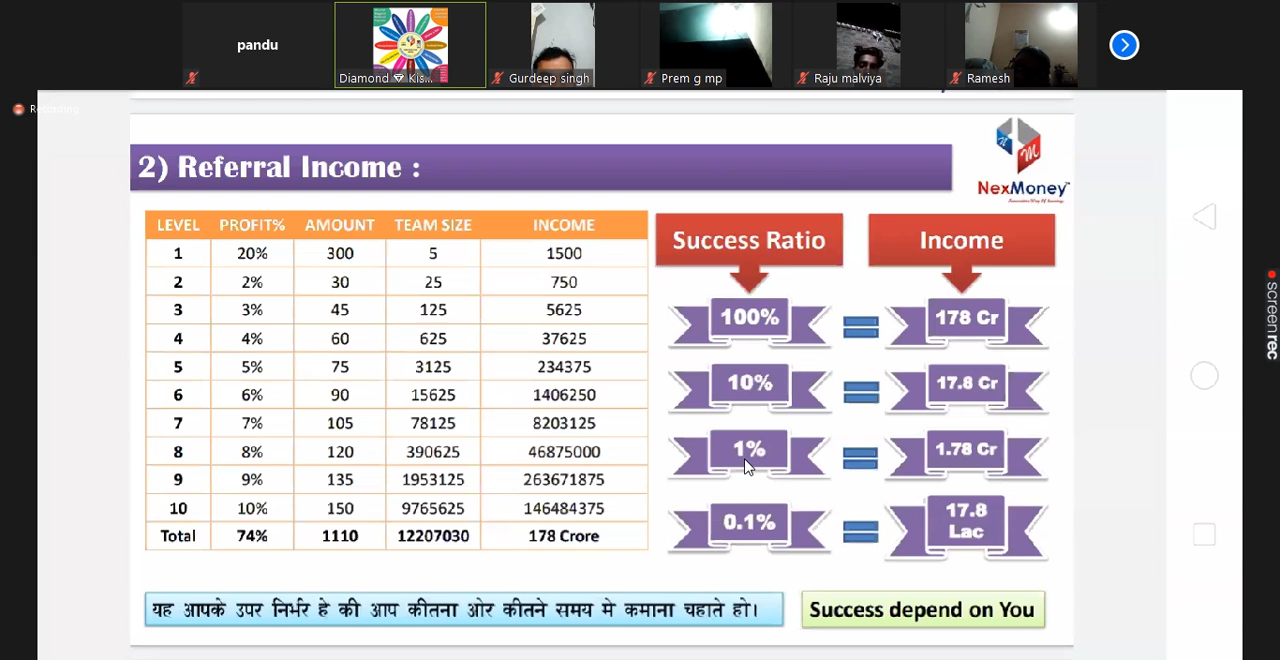 pandu
Diamond Kis...
Gurdeep singh
Prem g mp
Raju malviya
Ramesh
Recording
2) Referral Income :
NexMoney™
LEVEL PROFIT% AMOUNT TEAM SIZE INCOME
1 20% 300 5 1500
2 2% 30 25 750
3 3% 45 125 5625
4 4% 60 625 37625
5 5% 75 3125 234375
6 6% 90 15625 1406250
7 7% 105 78125 8203125
8 8% 120 390625 46875000
9 9% 135 1953125 263671875
10 10% 150 9765625 146484375
Total 74% 1110 12207030 178 Crore
Success Ratio Income
100% = 178 Cr
10% = 17.8 Cr
1% = 1.78 Cr
0.1% = 17.8
Lac
यह आपके उपर निर्भर हे की आप कीतना ओर कीतने समय मे कमाना चहाते हो।
Success depend on You
screenrec